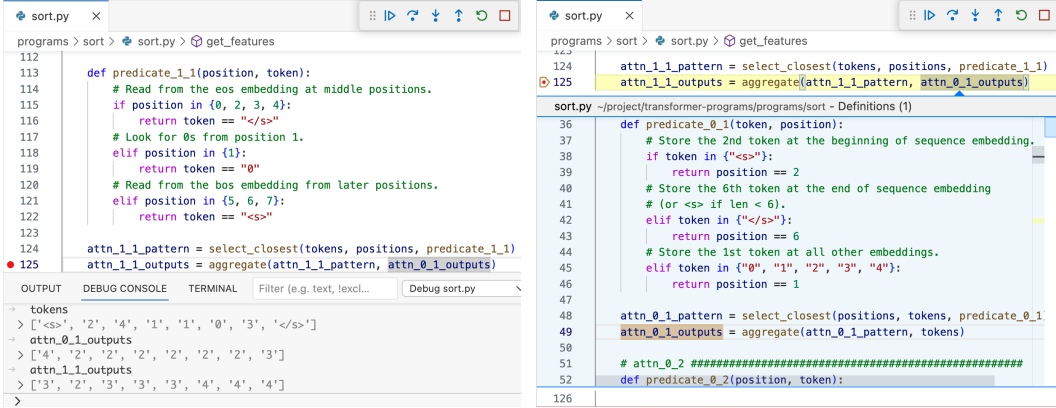 sort.py ×
programs > sort > sort.py > get_features
112
113 def predicate_1_1(position, token):
114 # Read from the eos embedding at middle positions.
115 if position in {0, 2, 3, 4}:
116 return token == "</s>"
117 # Look for 0s from position 1.
118 elif position in {1}:
119 return token == "0"
120 # Read from the bos embedding from later positions.
121 elif position in {5, 6, 7}:
122 return token == "<s>"
123
124 attn_1_1_pattern = select_closest(tokens, positions, predicate_1_1)
125 attn_1_1_outputs = aggregate(attn_1_1_pattern, attn_0_1_outputs)
OUTPUT DEBUG CONSOLE TERMINAL Filter (e.g. text, !excl... Debug sort.py
→ tokens
> ['<s>', '2', '4', '1', '1', '0', '3', '</s>']
→ attn_0_1_outputs
> ['4', '2', '2', '2', '2', '2', '2', '3']
→ attn_1_1_outputs
> ['3', '2', '3', '3', '3', '4', '4', '4']
>
sort.py ×
programs > sort > sort.py > get_features
123
124 attn_1_1_pattern = select_closest(tokens, positions, predicate_1_1)
125 attn_1_1_outputs = aggregate(attn_1_1_pattern, attn_0_1_outputs)
sort.py ~/project/transformer-programs/programs/sort - Definitions (1)
36 def predicate_0_1(token, position):
37 # Store the 2nd token at the beginning of sequence embedding.
38 if token in {"<s>"}:
39 return position == 2
40 # Store the 6th token at the end of sequence embedding
41 # (or <s> if len < 6).
42 elif token in {"</s>"}:
43 return position == 6
44 # Store the 1st token at all other embeddings.
45 elif token in {"0", "1", "2", "3", "4"}:
46 return position == 1
47
48 attn_0_1_pattern = select_closest(positions, tokens, predicate_0_1
49 attn_0_1_outputs = aggregate(attn_0_1_pattern, tokens)
50
51 # attn_0_2 ##################################################
52 def predicate_0_2(position, token):
126